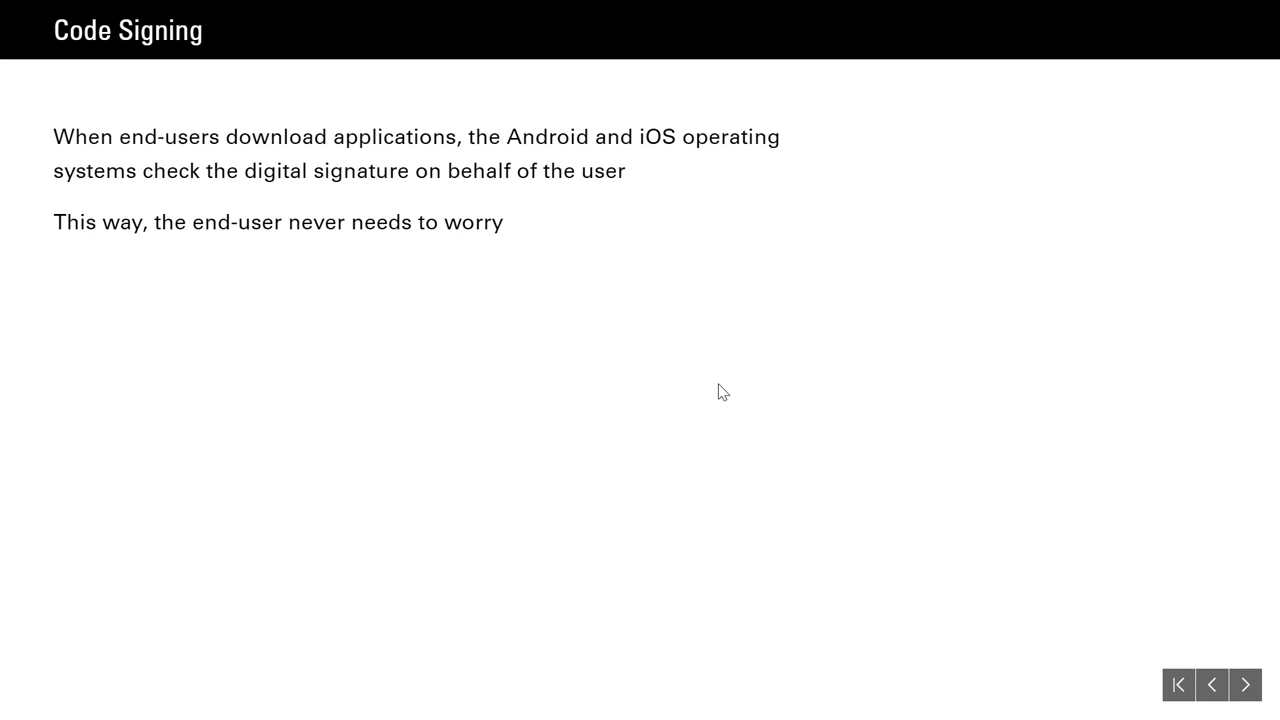 Code Signing
When end-users download applications, the Android and iOS operating
systems check the digital signature on behalf of the user
This way, the end-user never needs to worry